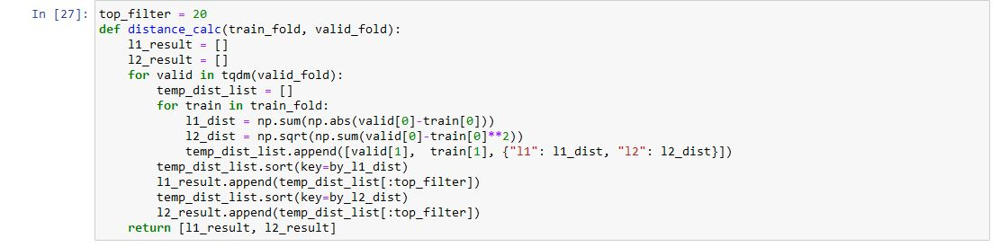 In [27]: top_filter = 20
def distance_calc(train_fold, valid_fold):
    l1_result = []
    l2_result = []
    for valid in tqdm(valid_fold):
        temp_dist_list = []
        for train in train_fold:
            l1_dist = np.sum(np.abs(valid[0]-train[0]))
            l2_dist = np.sqrt(np.sum(valid[0]-train[0]**2))
            temp_dist_list.append([valid[1],  train[1], {"l1": l1_dist, "l2": l2_dist}])
        temp_dist_list.sort(key=by_l1_dist)
        l1_result.append(temp_dist_list[:top_filter])
        temp_dist_list.sort(key=by_l2_dist)
        l2_result.append(temp_dist_list[:top_filter])
    return [l1_result, l2_result]